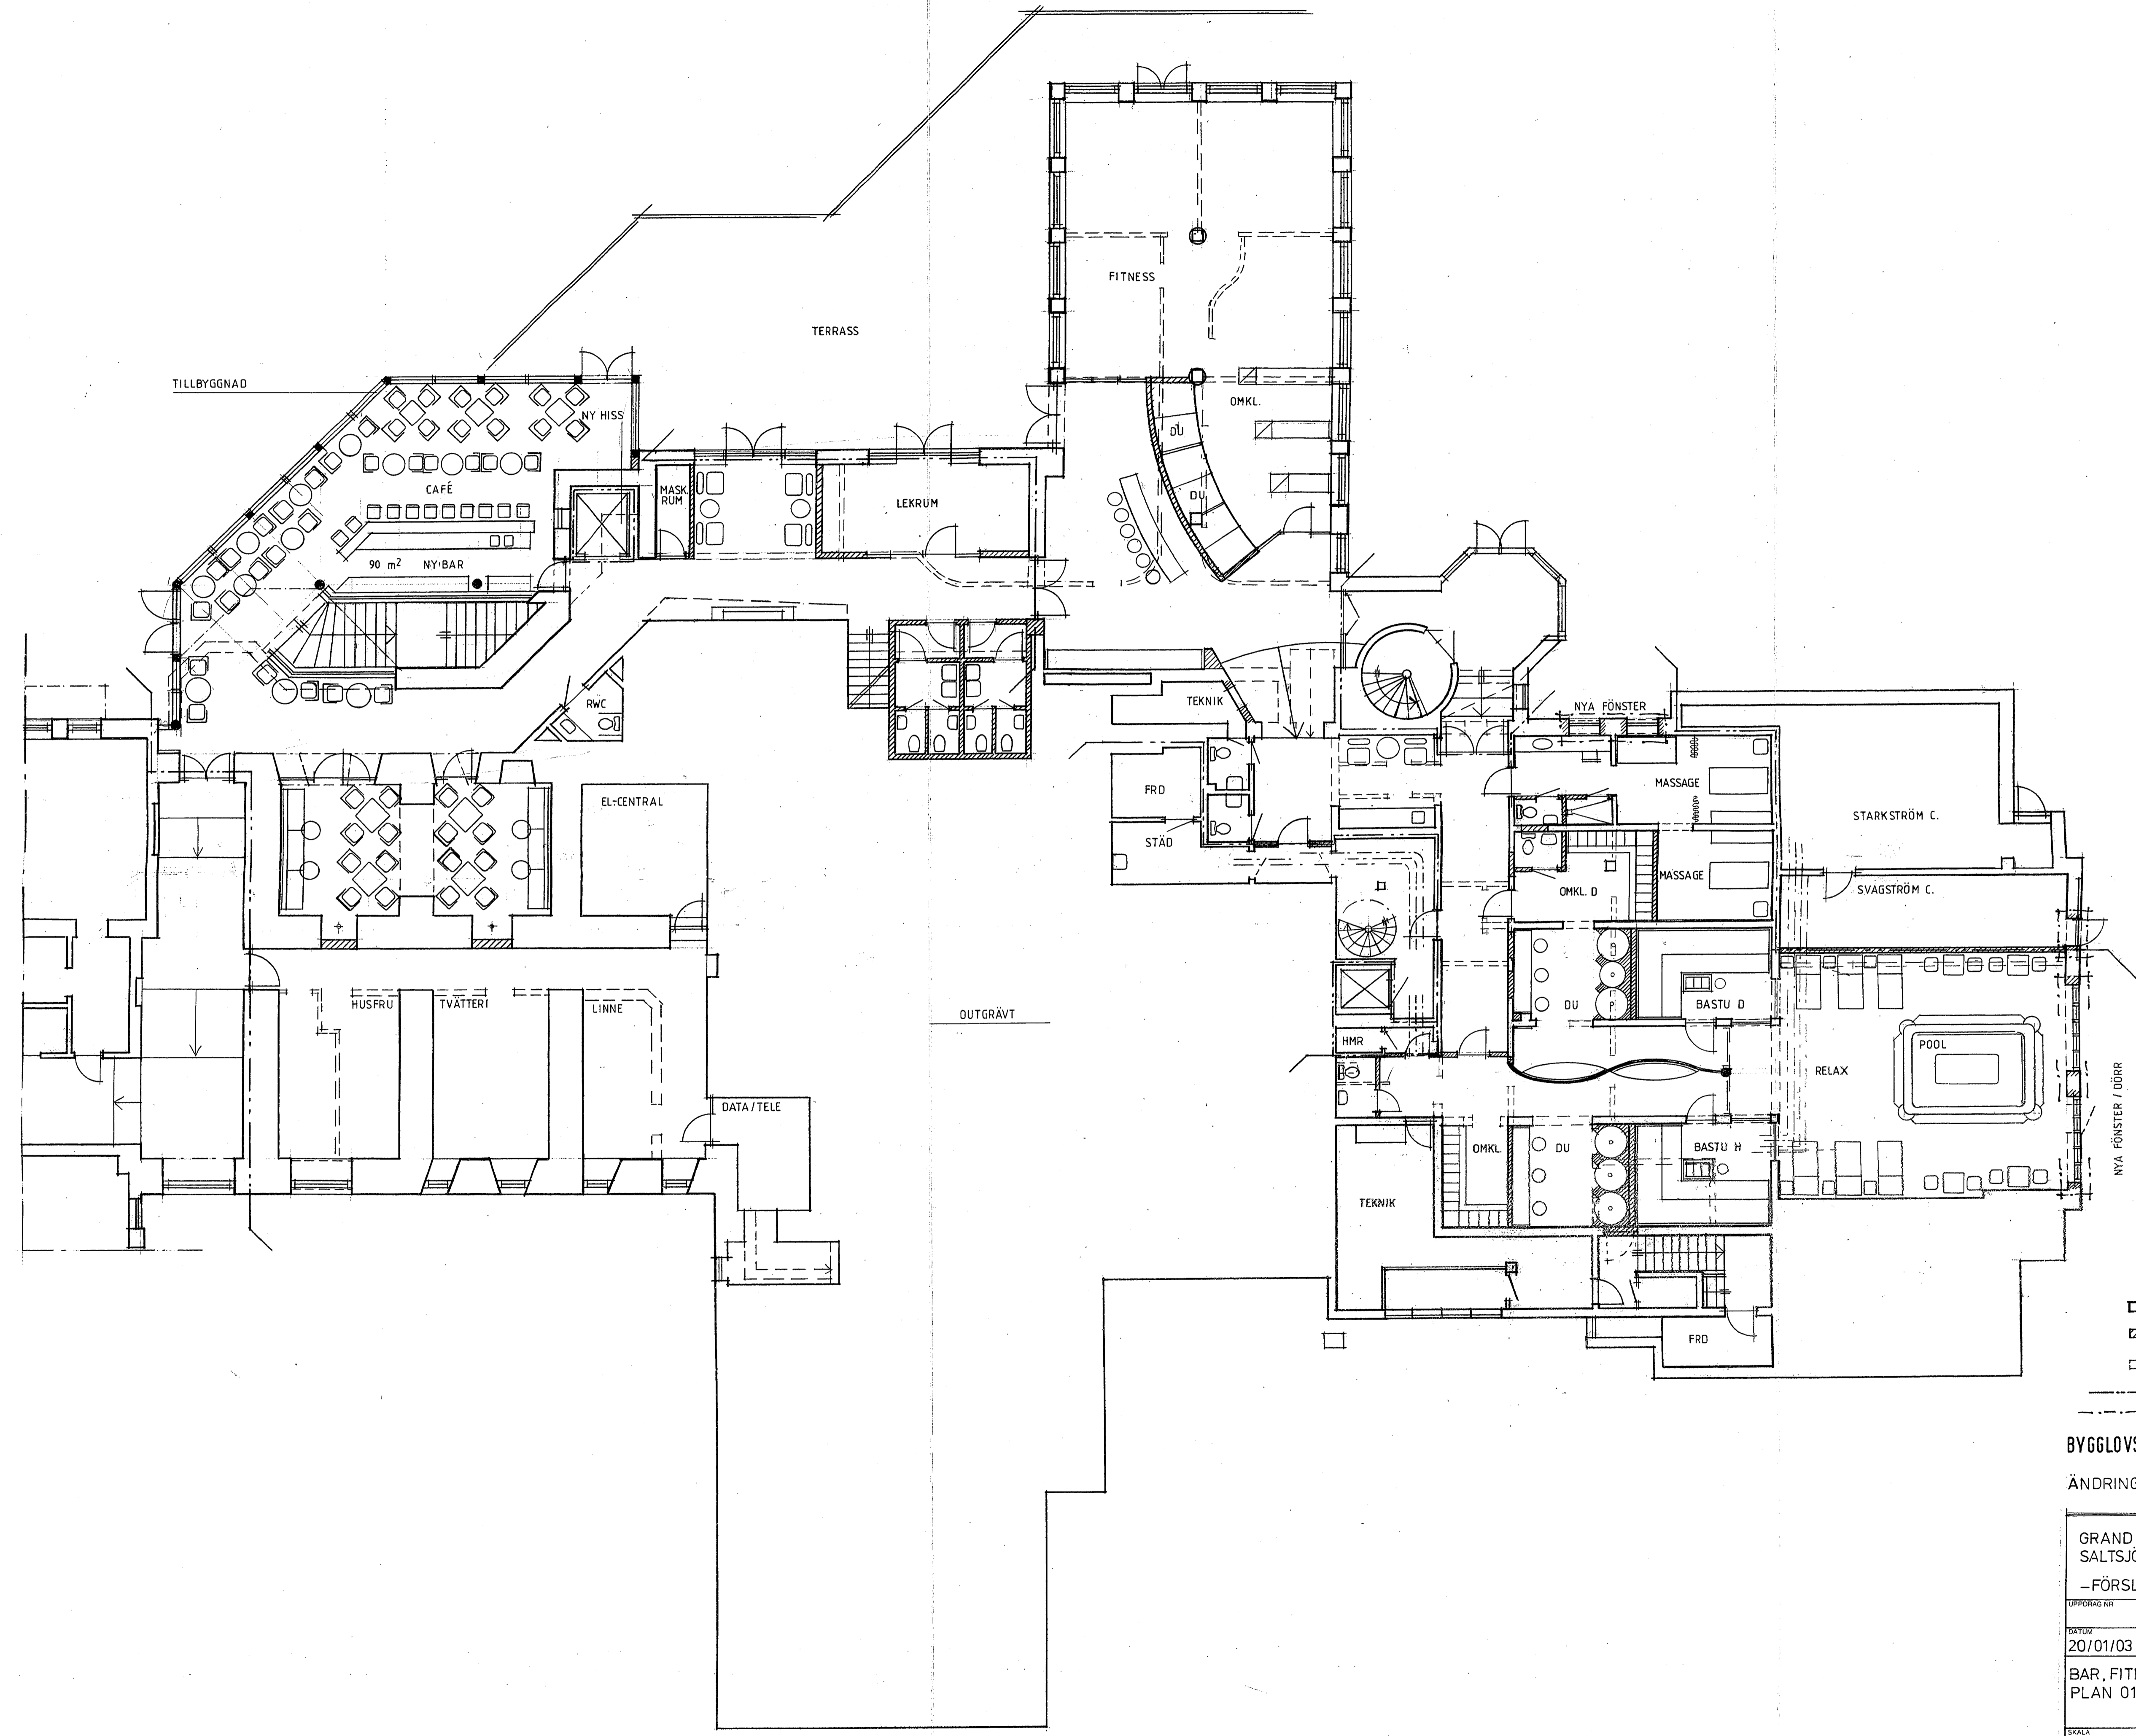 TERRASS
FITNESS
TILLBYGGNAD
NY HISS
OMKL.
DU
CAFÉ
MASK.
RUM
LEKRUM
DU
90 m² NY BAR
RWC
TEKNIK
NYA FÖNSTER
EL-CENTRAL
FRD
MASSAGE
STARKSTRÖM C.
STÄD
MASSAGE
OMKL. D
SVAGSTRÖM C.
HUSFRU
TVÄTTERI
LINNE
OUTGRÄVT
DU
BASTU D
HMR
POOL
RELAX
DATA/TELE
NYA FÖNSTER / DÖRR
OMKL.
DU
BASTU H
TEKNIK
FRD
BYGGLOVS
ÄNDRING
GRAND
SALTSJÖ
–FÖRSL
UPPDRAG NR
DATUM
20/01/03
BAR, FIT
PLAN 01
SKALA